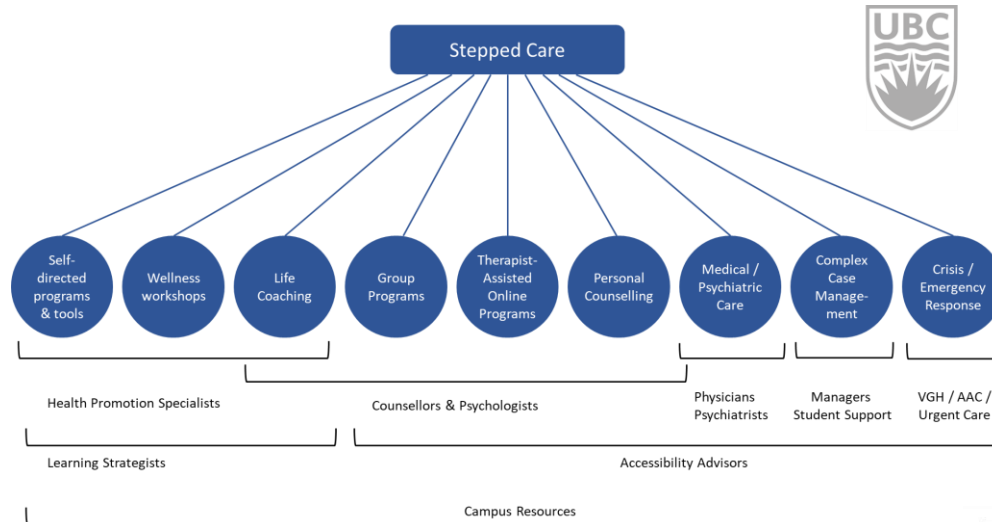 UBC
Stepped Care
Self-
directed
programs
& tools
Wellness
workshops
Life
Coaching
Group
Programs
Therapist-
Assisted
Online
Programs
Personal
Counselling
Medical /
Psychiatric
Care
Complex
Case
Manage-
ment
Crisis /
Emergency
Response
Health Promotion Specialists
Counsellors & Psychologists
Physicians
Psychiatrists
Managers
Student Support
VGH / AAC /
Urgent Care
Learning Strategists
Accessibility Advisors
Campus Resources